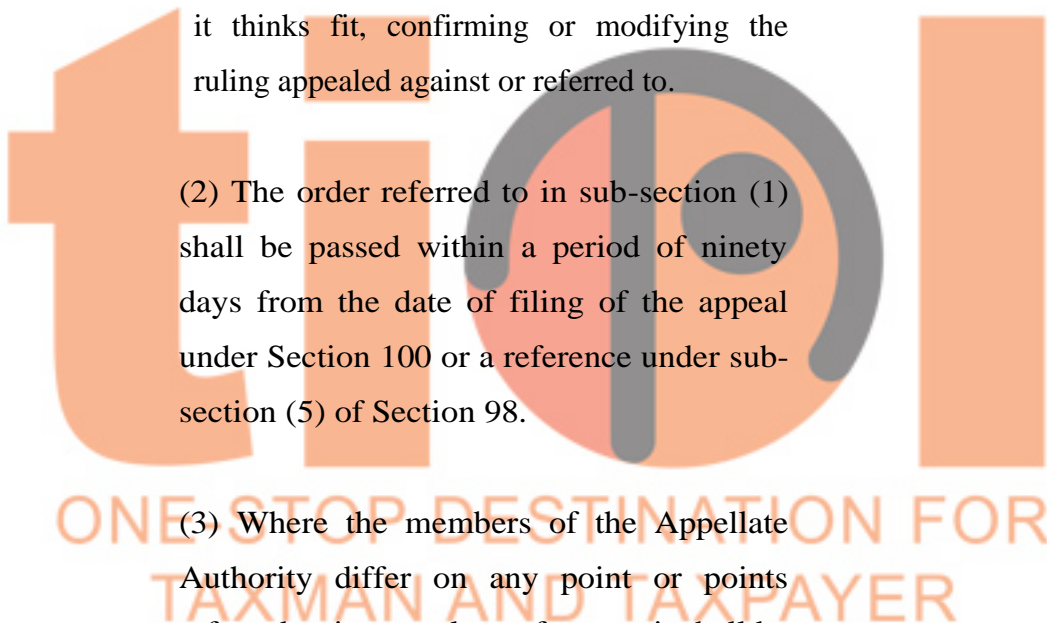 it thinks fit, confirming or modifying the
ruling appealed against or referred to.
(2) The order referred to in sub-section (1)
shall be passed within a period of ninety
days from the date of filing of the appeal
under Section 100 or a reference under sub-
section (5) of Section 98.
(3) Where the members of the Appellate
Authority differ on any point or points
tiol
ONE-STOP DESTINATION FOR
TAXMAN AND TAXPAYER